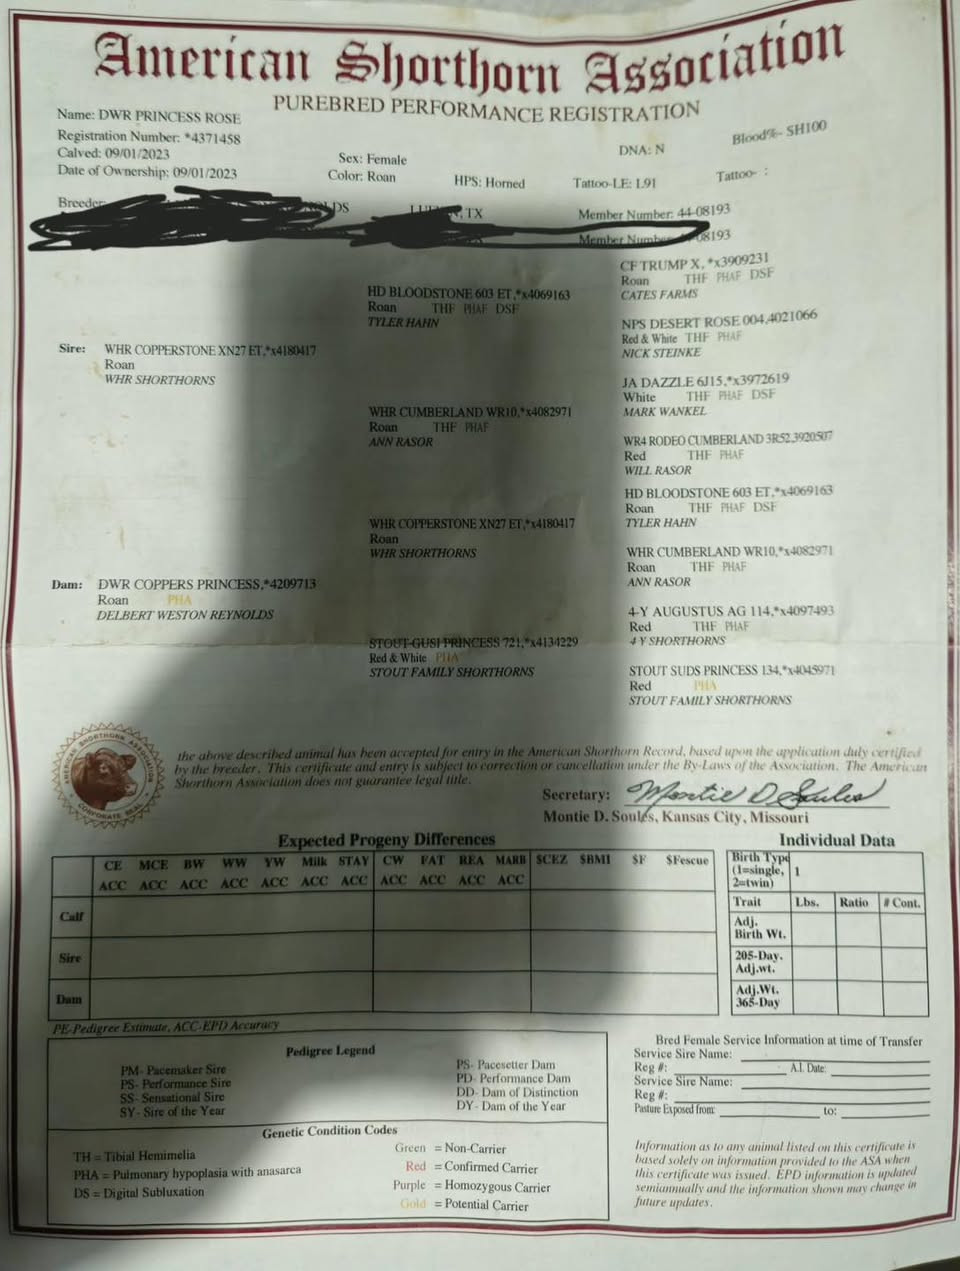 American Shorthorn Association
PUREBRED PERFORMANCE REGISTRATION
Name: DWR PRINCESS ROSE
Registration Number: *4371458
Calved: 09/01/2023
Date of Ownership: 09/01/2023
Sex: Female
Color: Roan
HPS: Horned
DNA: N
Tattoo-LE: L91
Blood%- SH100
Tattoo- :
Breeder:
DS
, TX
Member Number: 44-08193
Member Number 08193
Sire: WHR COPPERSTONE XN27 ET,*x4180417
Roan
WHR SHORTHORNS
HD BLOODSTONE 603 ET,*x4069163
Roan THF PHAF DSF
TYLER HAHN
WHR CUMBERLAND WR10,*x4082971
Roan THF PHAF
ANN RASOR
CF TRUMP X, *x3909231
Roan THF PHAF DSF
CATES FARMS
NPS DESERT ROSE 004,4021066
Red & White THF PHAF
NICK STEINKE
JA DAZZLE 6J15,*x3972619
White THF PHAF DSF
MARK WANKEL
WR4 RODEO CUMBERLAND 3R52,3920507
Red THF PHAF
WILL RASOR
Dam: DWR COPPERS PRINCESS,*4209713
Roan PHA
DELBERT WESTON REYNOLDS
WHR COPPERSTONE XN27 ET,*x4180417
Roan
WHR SHORTHORNS
STOUT-GUSI PRINCESS 721,*x4134229
Red & White PHA
STOUT FAMILY SHORTHORNS
HD BLOODSTONE 603 ET,*x4069163
Roan THF PHAF DSF
TYLER HAHN
WHR CUMBERLAND WR10,*x4082971
Roan THF PHAF
ANN RASOR
4-Y AUGUSTUS AG 114,*x4097493
Red THF PHAF
4 Y SHORTHORNS
STOUT SUDS PRINCESS 134,*x4045971
Red PHA
STOUT FAMILY SHORTHORNS
AMERICAN SHORTHORN ASSOCIATION
CORPORATE SEAL
the above described animal has been accepted for entry in the American Shorthorn Record, based upon the application duly certified
by the breeder. This certificate and entry is subject to correction or cancellation under the By-Laws of the Association. The American
Shorthorn Association does not guarantee legal title.
Secretary: Montie D Soules
Montie D. Soules, Kansas City, Missouri
Expected Progeny Differences
CE MCE BW WW YW Milk STAY CW FAT REA MARB $CEZ $BMI $F $Fescue
ACC ACC ACC ACC ACC ACC ACC ACC ACC ACC ACC
Calf
Sire
Dam
PE-Pedigree Estimate, ACC-EPD Accuracy
Individual Data
Birth Type
(1=single, 1
2=twin)
Trait Lbs. Ratio # Cont.
Adj.
Birth Wt.
205-Day.
Adj.wt.
Adj.Wt.
365-Day
Pedigree Legend
PM- Pacemaker Sire
PS- Performance Sire
SS- Sensational Sire
SY- Sire of the Year
PS- Pacesetter Dam
PD- Performance Dam
DD- Dam of Distinction
DY- Dam of the Year
Genetic Condition Codes
TH = Tibial Hemimelia
PHA = Pulmonary hypoplasia with anasarca
DS = Digital Subluxation
Green = Non-Carrier
Red = Confirmed Carrier
Purple = Homozygous Carrier
Gold = Potential Carrier
Bred Female Service Information at time of Transfer
Service Sire Name:
Reg #: A.I. Date:
Service Sire Name:
Reg #:
Pasture Exposed from: to:
Information as to any animal listed on this certificate is
based solely on information provided to the ASA when
this certificate was issued. EPD information is updated
semiannually and the information shown may change in
future updates.